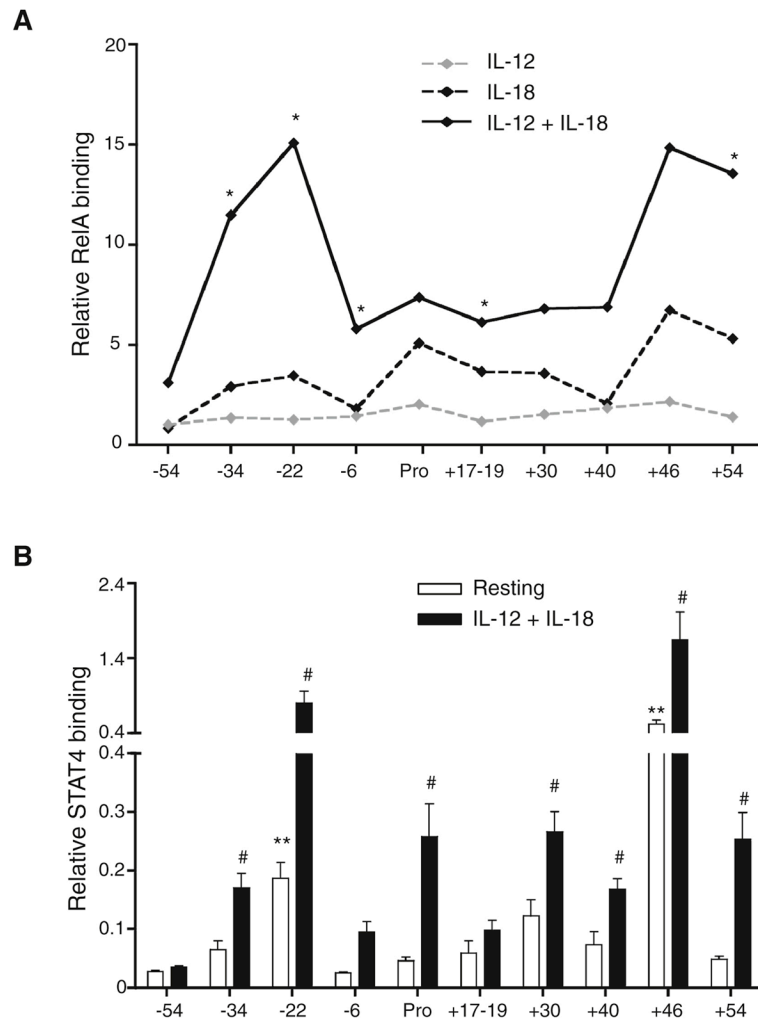 A
20
15
10
5
0
Relative RelA binding
IL-12
IL-18
IL-12 + IL-18
* * * * *
-54 -34 -22 -6 Pro +17-19 +30 +40 +46 +54
B
2.4
1.4
0.4
0.4
0.3
0.2
0.1
0
Relative STAT4 binding
Resting
IL-12 + IL-18
# ** # # # # ** # #
-54 -34 -22 -6 Pro +17-19 +30 +40 +46 +54